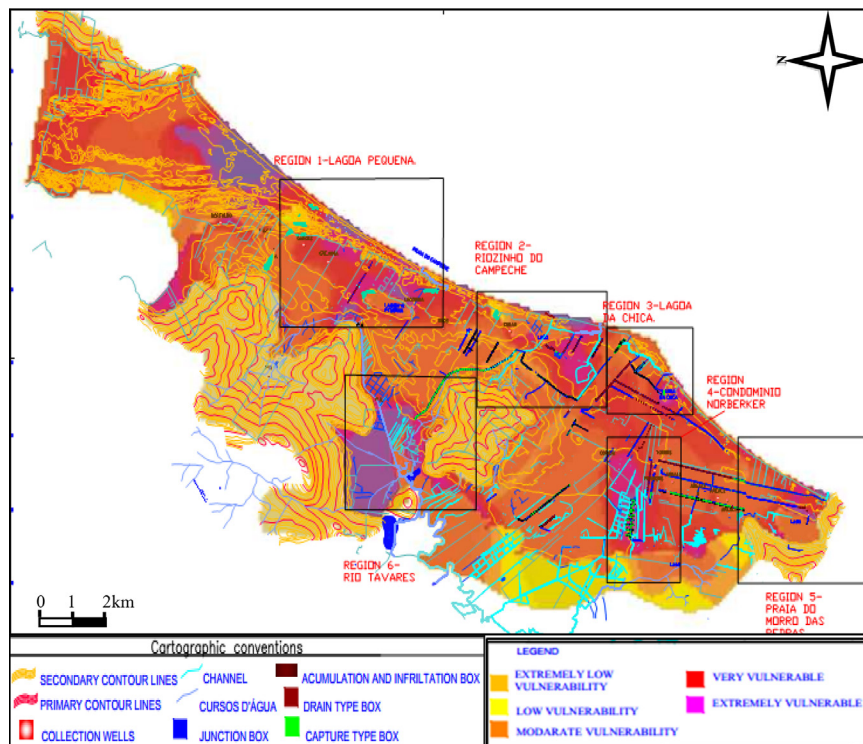 N
REGION 1-LAGOA PEQUENA.
REGION 2-
RIOZINHO DO
CAMPECHE
REGION 3-LAGOA
DA CHICA.
REGION
4-CONDOMINIO
NORBERKER
REGION 6-
RIO TAVARES
REGION 5-
PRAIA DO
MORRO DAS
PEDRAS
0 1 2km
Cartographic conventions
SECONDARY CONTOUR LINES
CHANNEL
ACUMULATION AND INFRILTATION BOX
PRIMARY CONTOUR LINES
CURSOS D'ÁGUA
DRAIN TYPE BOX
COLLECTION WELLS
JUNCTION BOX
CAPTURE TYPE BOX
LEGEND
EXTREMELY LOW
VULNERABILITY
VERY VULNERABLE
LOW VULNERABILITY
EXTREMELY VULNERABLE
MODARATE VULNERABILITY